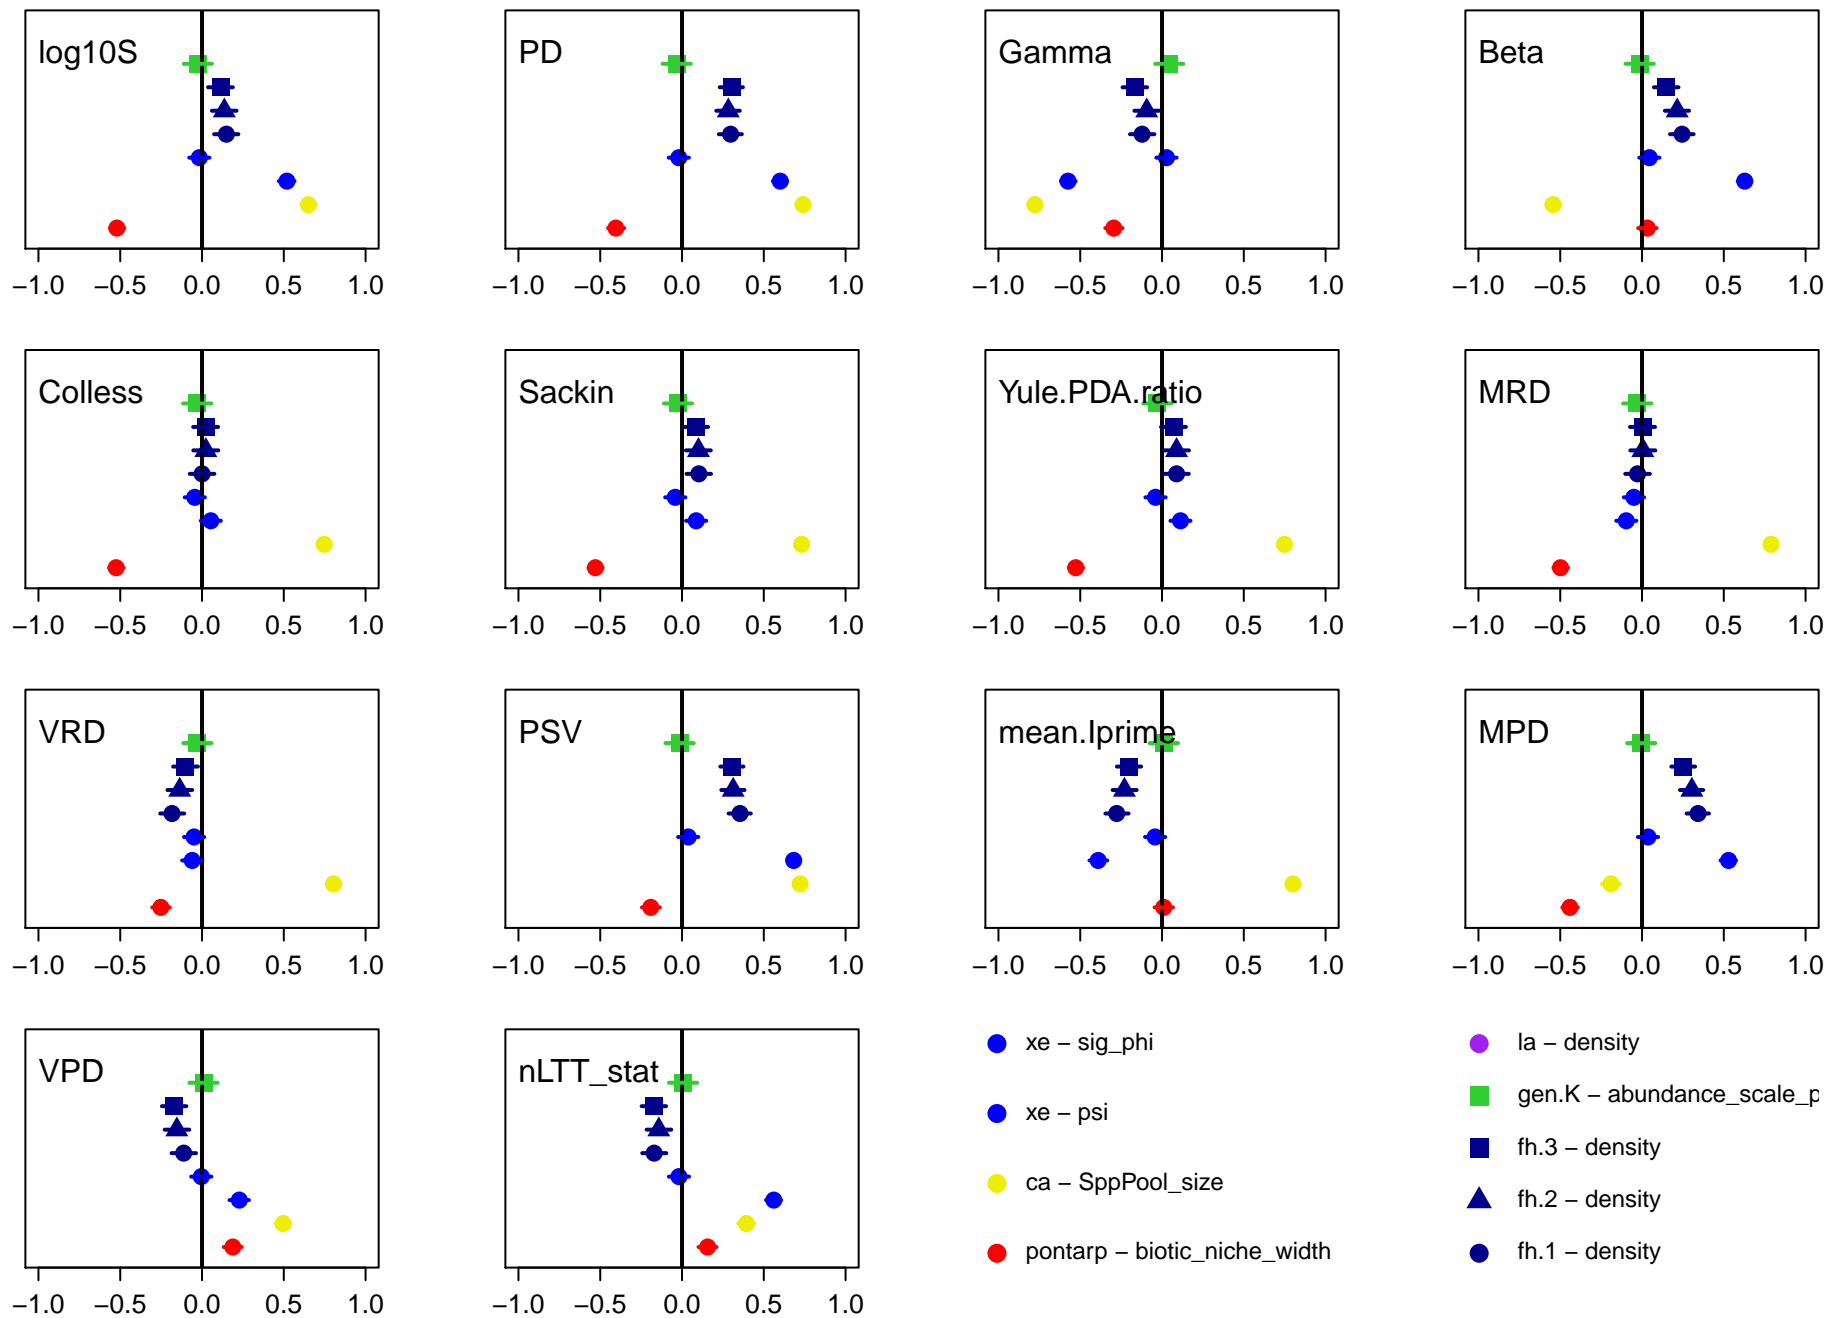 log10S
−1.0 −0.5 0.0 0.5 1.0
PD
−1.0 −0.5 0.0 0.5 1.0
Gamma
−1.0 −0.5 0.0 0.5 1.0
Beta
−1.0 −0.5 0.0 0.5 1.0
Colless
−1.0 −0.5 0.0 0.5 1.0
Sackin
−1.0 −0.5 0.0 0.5 1.0
Yule.PDA.ratio
−1.0 −0.5 0.0 0.5 1.0
MRD
−1.0 −0.5 0.0 0.5 1.0
VRD
−1.0 −0.5 0.0 0.5 1.0
PSV
−1.0 −0.5 0.0 0.5 1.0
mean.Iprime
−1.0 −0.5 0.0 0.5 1.0
MPD
−1.0 −0.5 0.0 0.5 1.0
VPD
−1.0 −0.5 0.0 0.5 1.0
nLTT_stat
−1.0 −0.5 0.0 0.5 1.0
xe − sig_phi
xe − psi
ca − SppPool_size
pontarp − biotic_niche_width
la − density
gen.K − abundance_scale_p
fh.3 − density
fh.2 − density
fh.1 − density